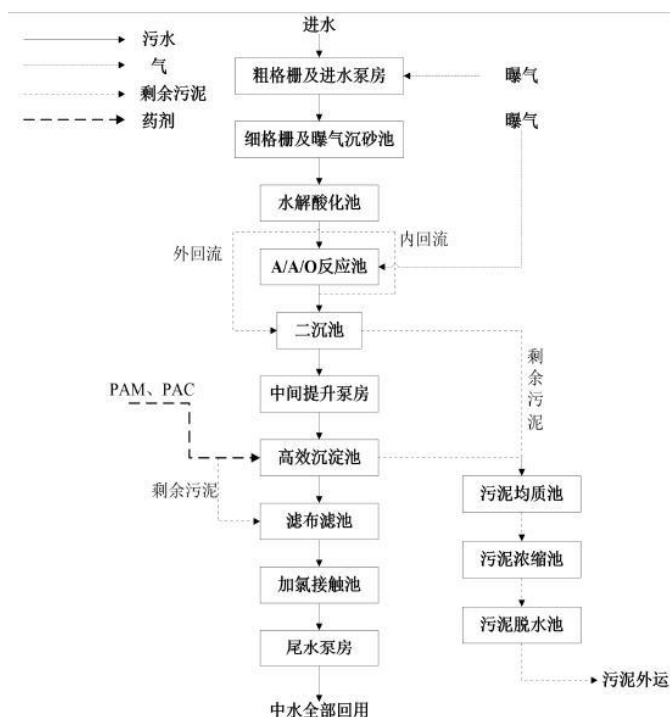 进水
污水
气
剩余污泥
药剂
粗格栅及进水泵房
曝气
细格栅及曝气沉砂池
曝气
水解酸化池
外回流
内回流
A/A/O反应池
二沉池
剩余污泥
中间提升泵房
PAM、PAC
高效沉淀池
剩余污泥
污泥均质池
滤布滤池
污泥浓缩池
加氯接触池
污泥脱水池
尾水泵房
污泥外运
中水全部回用